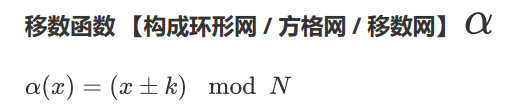 移数函数 【构成环形网 / 方格网 / 移数网】 α
α(x) = (x ± k)  mod N